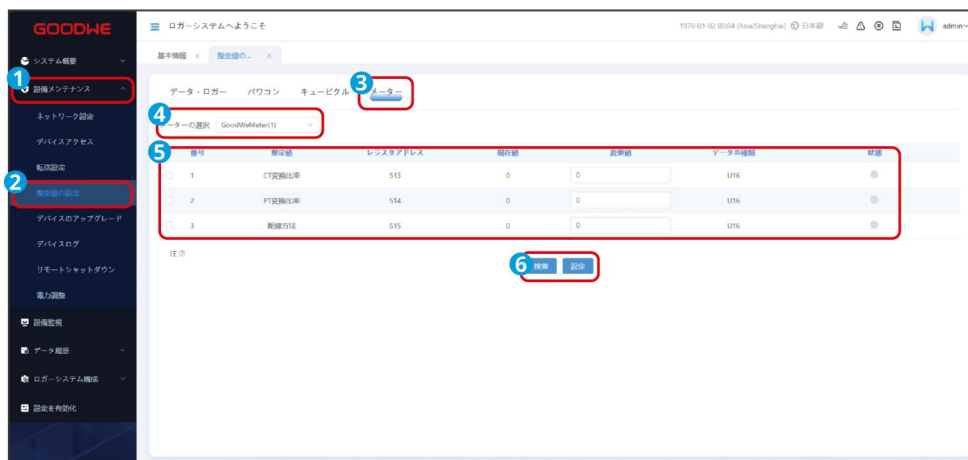 GOODWE
ロガーシステムへようこそ
1970-01-02 00:04 (Asia/Shanghai) 日本語 admin
システム概要
1
設備メンテナンス
ネットワーク設定
デバイスアクセス
転送設定
2
整定値の設定
デバイスのアップグレード
デバイスログ
リモートシャットダウン
電力調整
設備監視
データ履歴
ロガーシステム構成
設定を有効化
基本情報 × 整定値の... ×
データ・ロガー パワコン キュービクル 3 メーター
4
メーターの選択 GoodWeMeter(1)
5
番号 整定値 レジスタアドレス 現在値 変更値 データの種類 状態
1 CT変換比率 513 0 0 U16
2 PT変換比率 514 0 0 U16
3 配線方法 515 0 0 U16
注
6 検索 設定